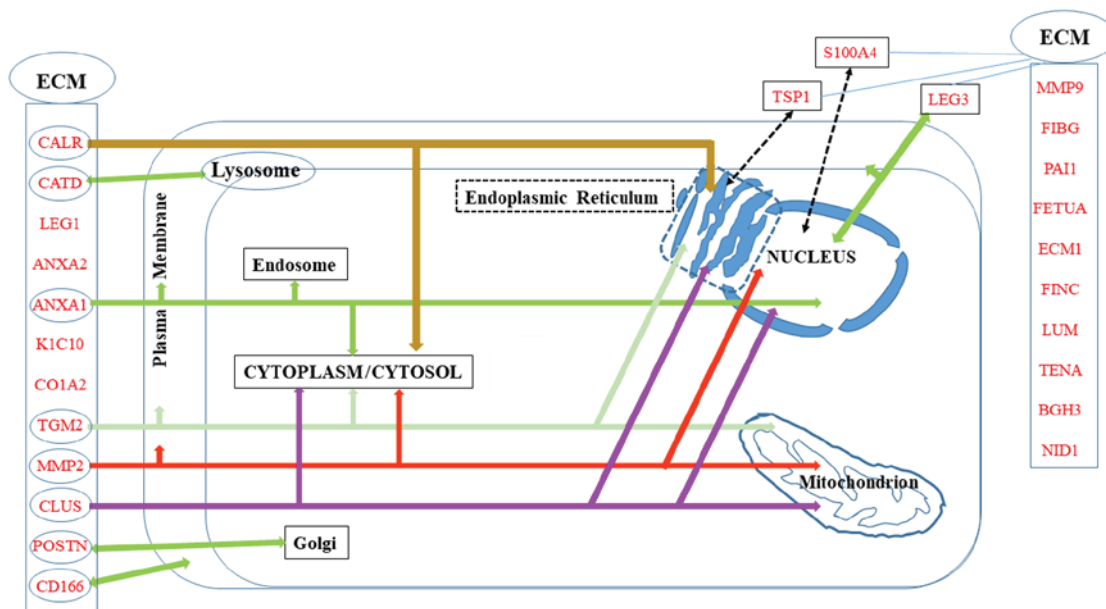 ECM
CALR
CATD
LEG1
ANXA2
ANXA1
K1C10
CO1A2
TGM2
MMP2
CLUS
POSTN
CD166
Plasma Membrane
Lysosome
Endosome
CYTOPLASM/CYTOSOL
Golgi
Endoplasmic Reticulum
NUCLEUS
Mitochondrion
S100A4
TSP1
LEG3
ECM
MMP9
FIBG
PAI1
FETUA
ECM1
FINC
LUM
TENA
BGH3
NID1